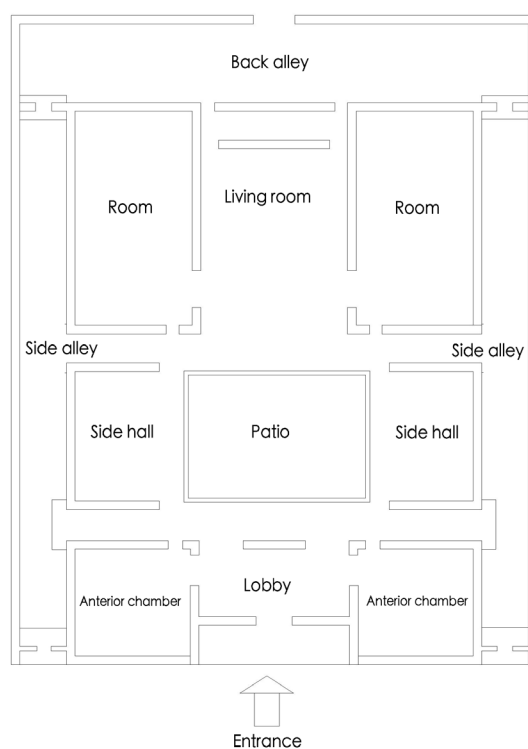 Back alley
Room
Living room
Room
Side alley
Side alley
Side hall
Patio
Side hall
Anterior chamber
Lobby
Anterior chamber
Entrance